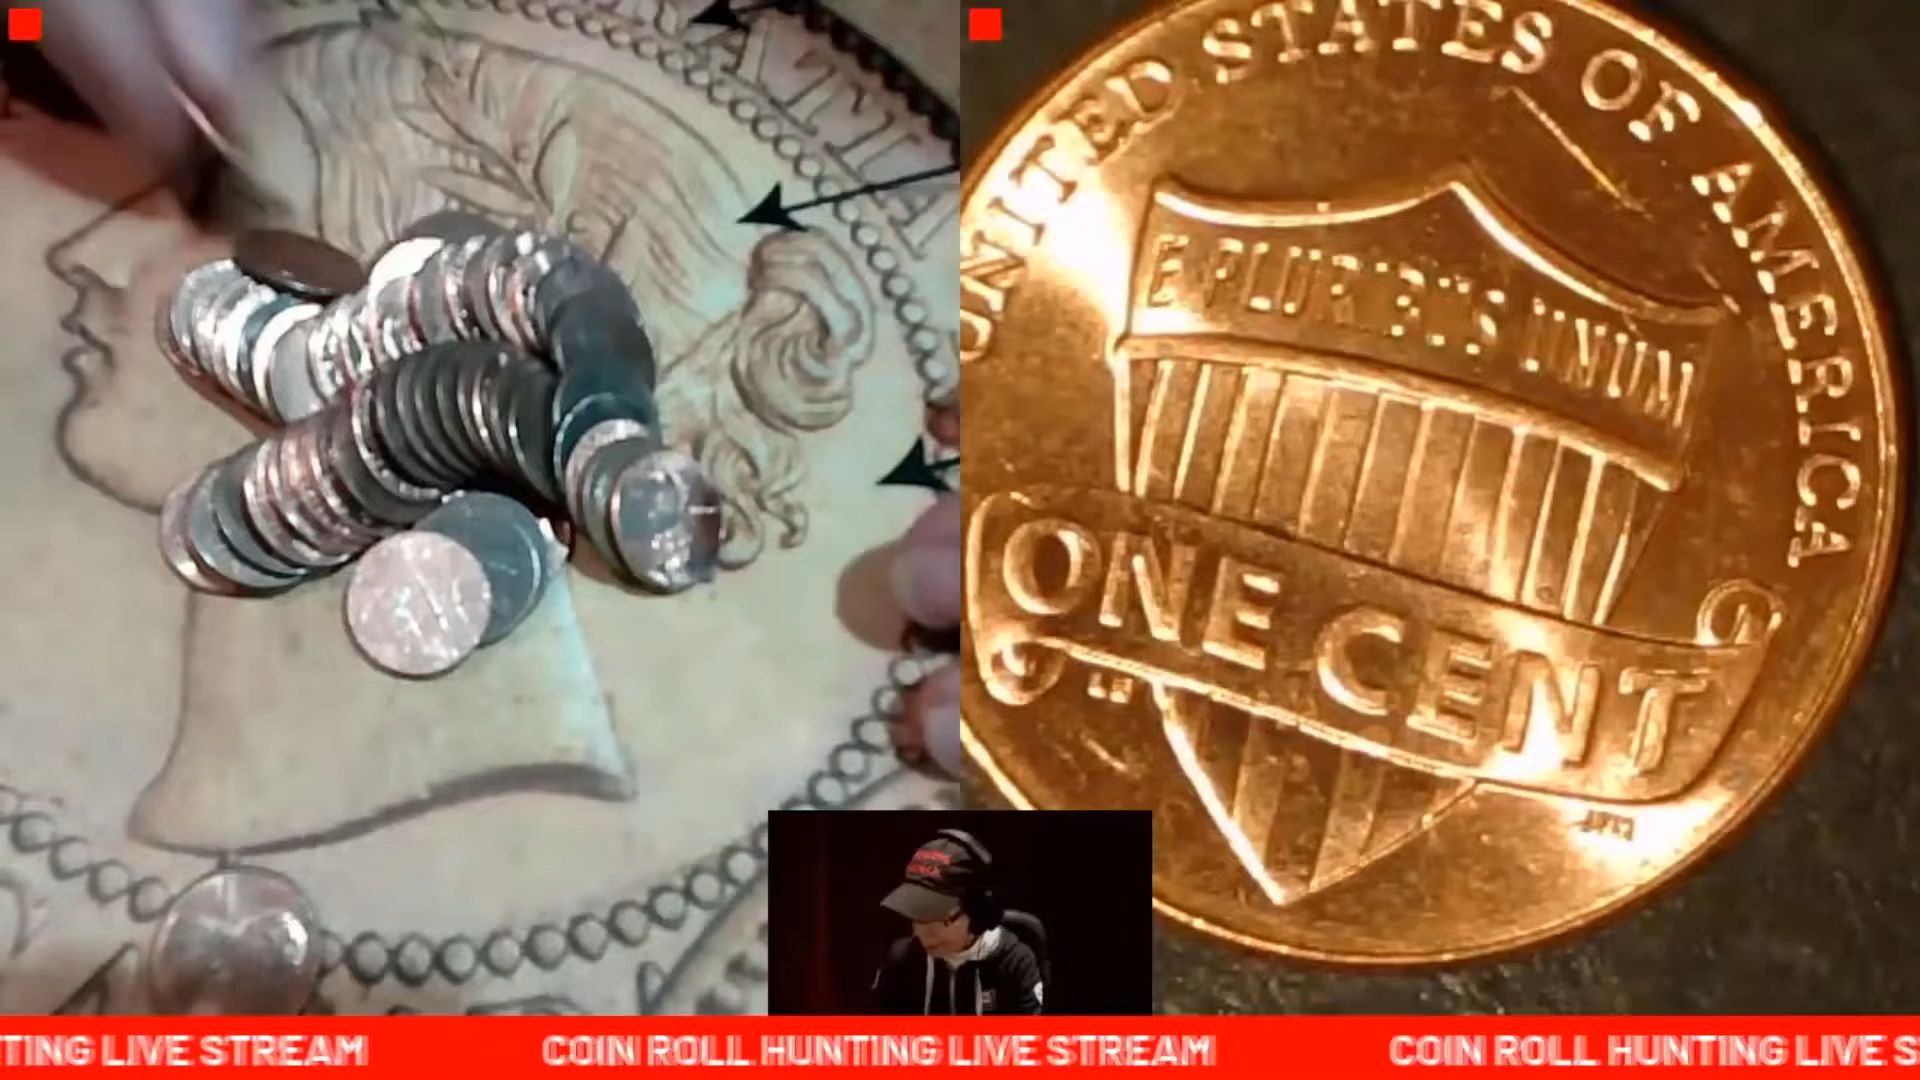 UNITED STATES OF AMERICA
E PLURIBUS UNUM
ONE CENT
TING LIVE STREAM
COIN ROLL HUNTING LIVE STREAM
COIN ROLL HUNTING LIVE S